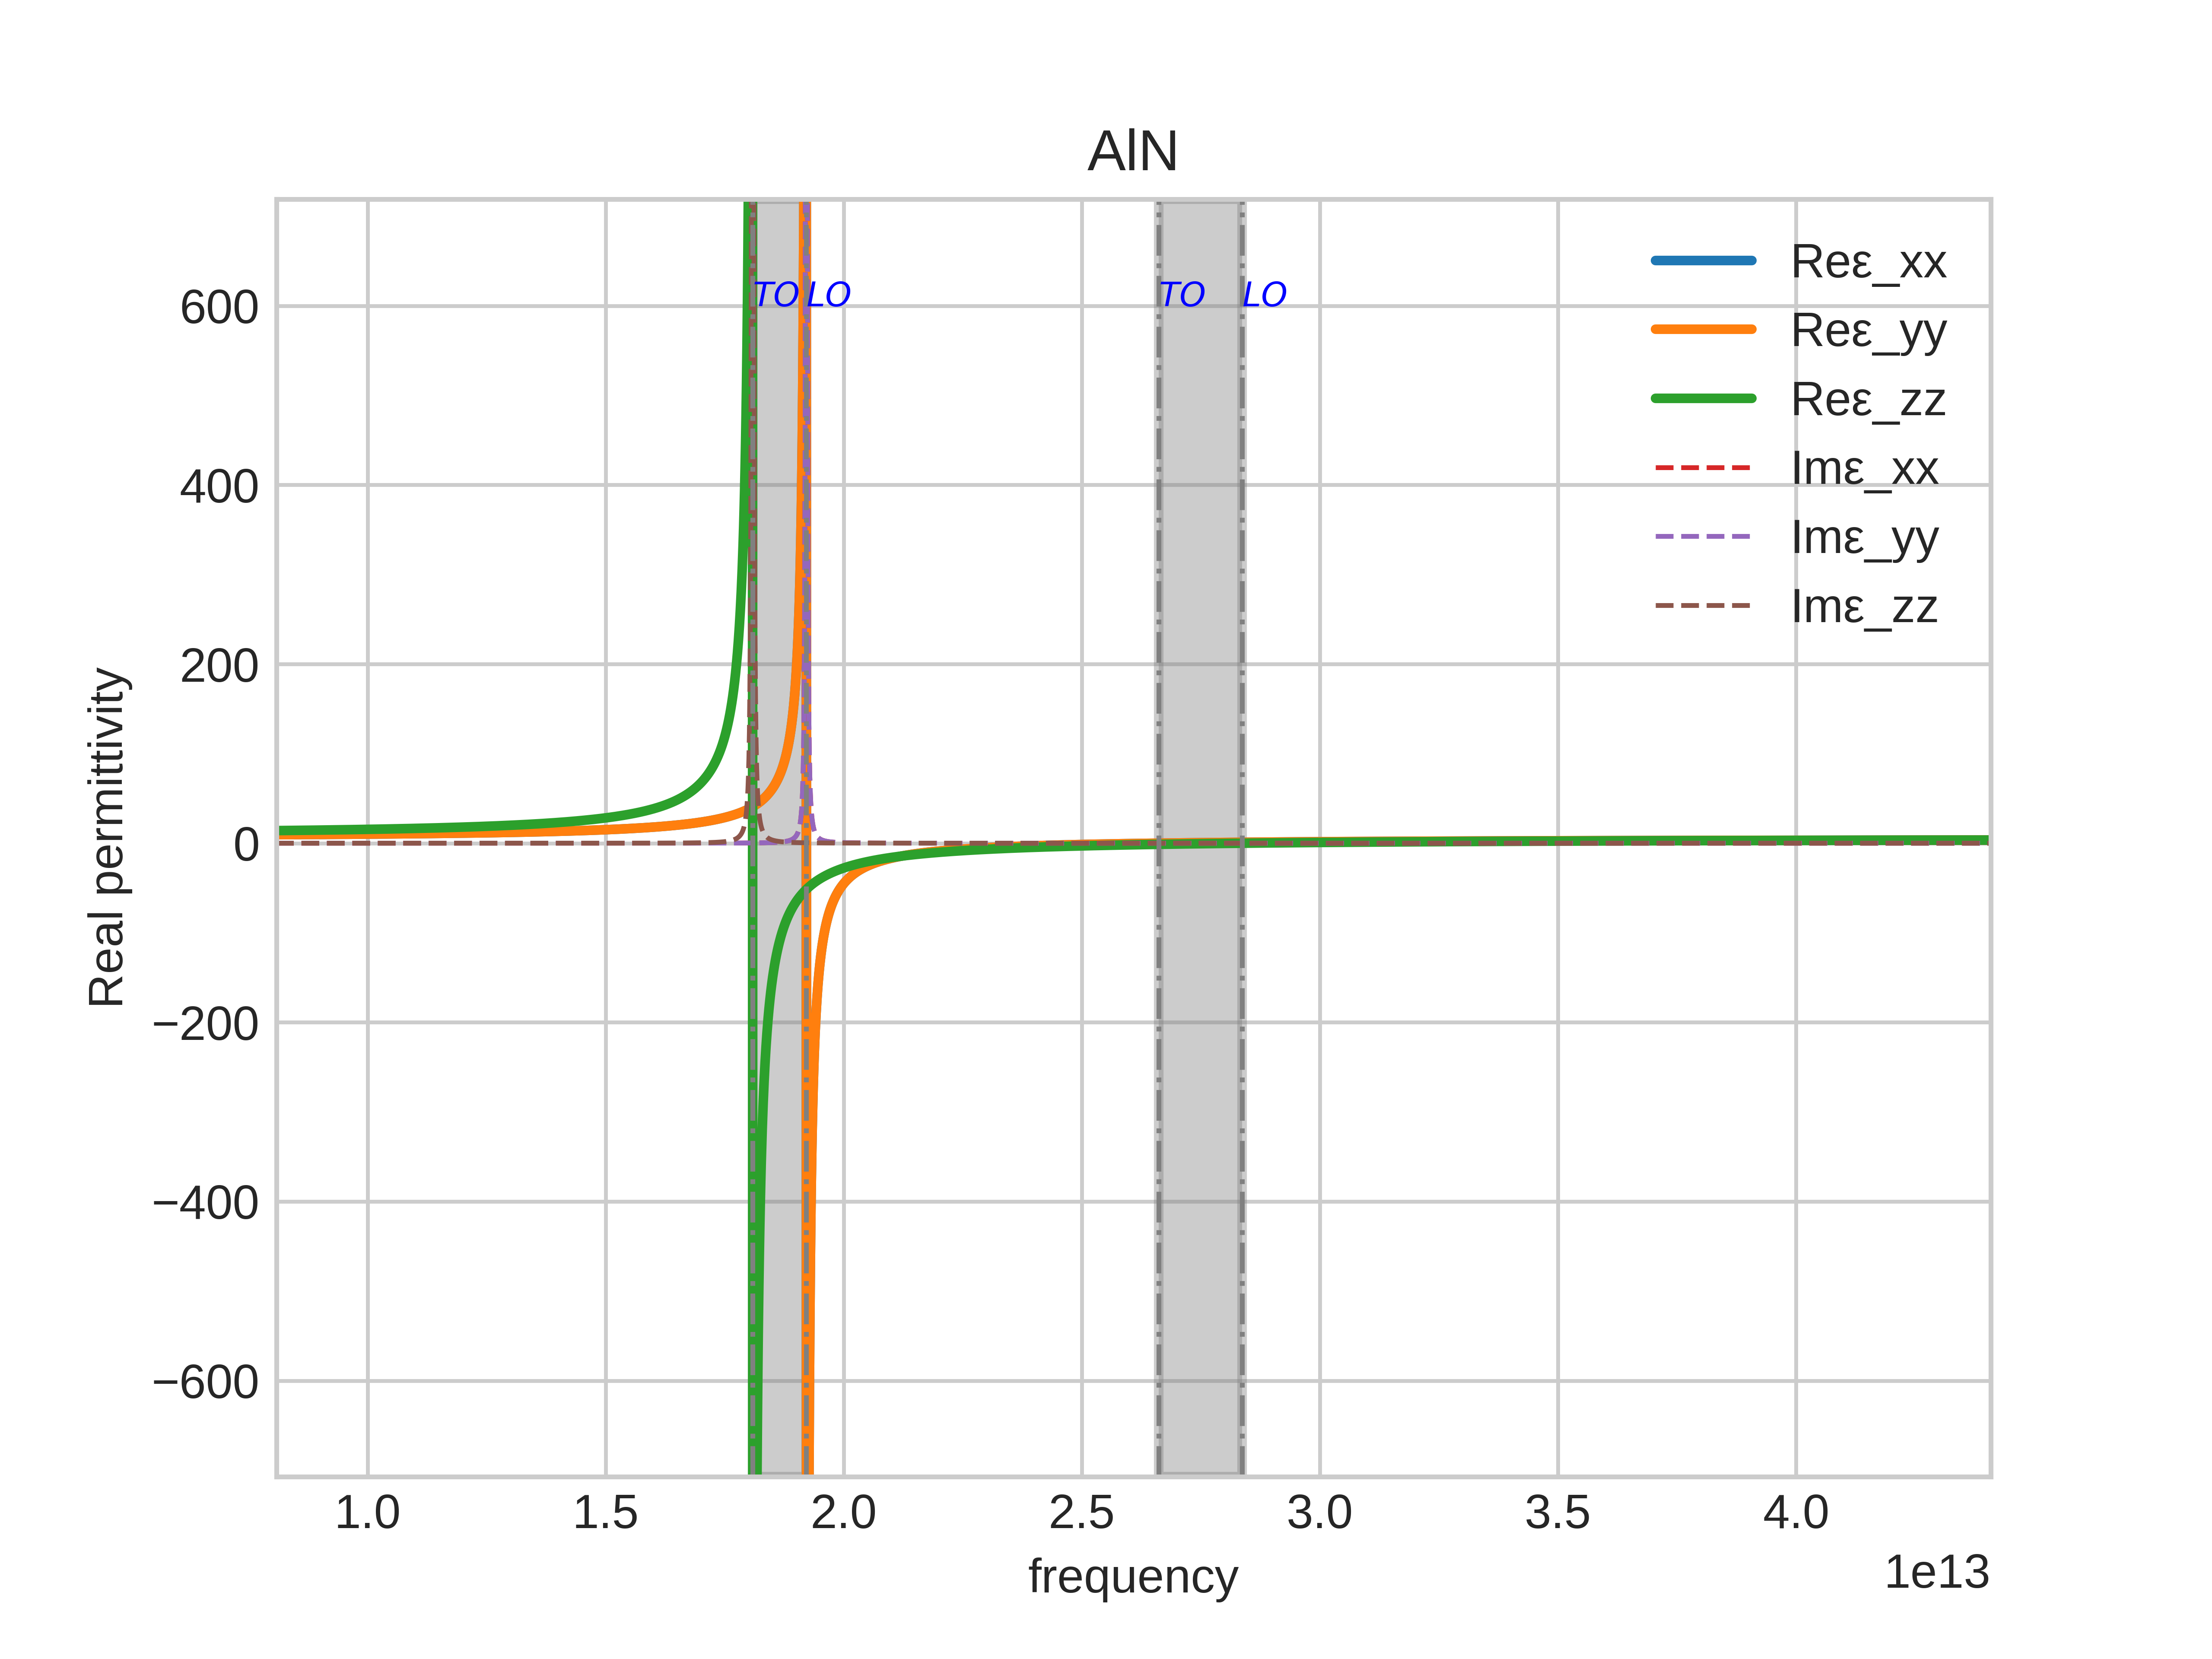 AlN
Reε_xx
Reε_yy
Reε_zz
Imε_xx
Imε_yy
Imε_zz
TO LO
TO LO
600
400
200
0
−200
−400
−600
Real permittivity
1.0 1.5 2.0 2.5 3.0 3.5 4.0
1e13
frequency